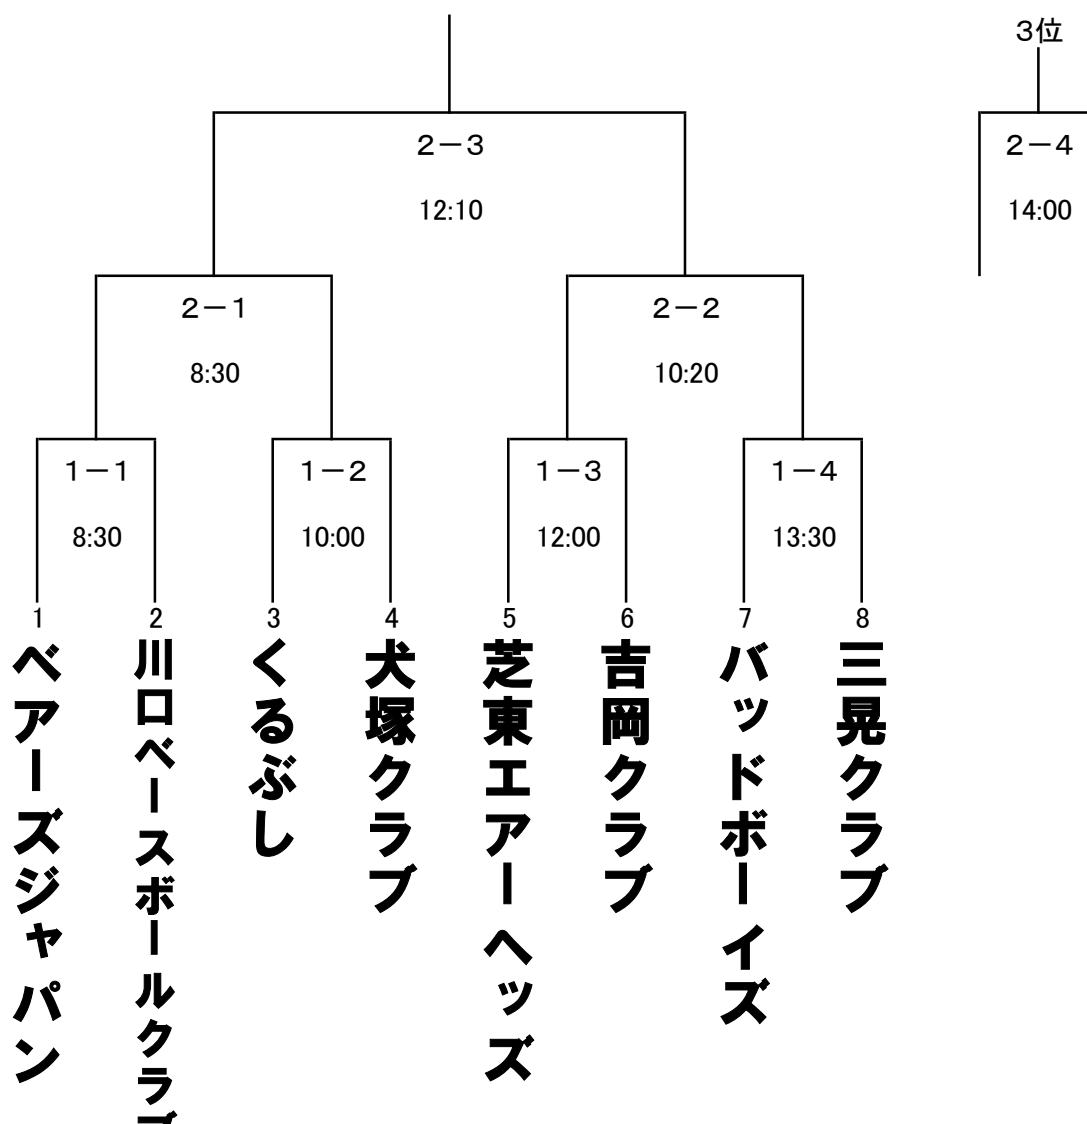 ３位
２－３
２－４
12:10
14:00
２－１
２－２
8:30
10:20
１－１
１－２
１－３
１－４
8:30
10:00
12:00
13:30
1
2
3
4
5
6
7
8
ベアーズジャパン
川口ベースボールクラブ
くるぶし
犬塚クラブ
芝東エアーヘッズ
吉岡クラブ
バッドボーイズ
三晃クラブ